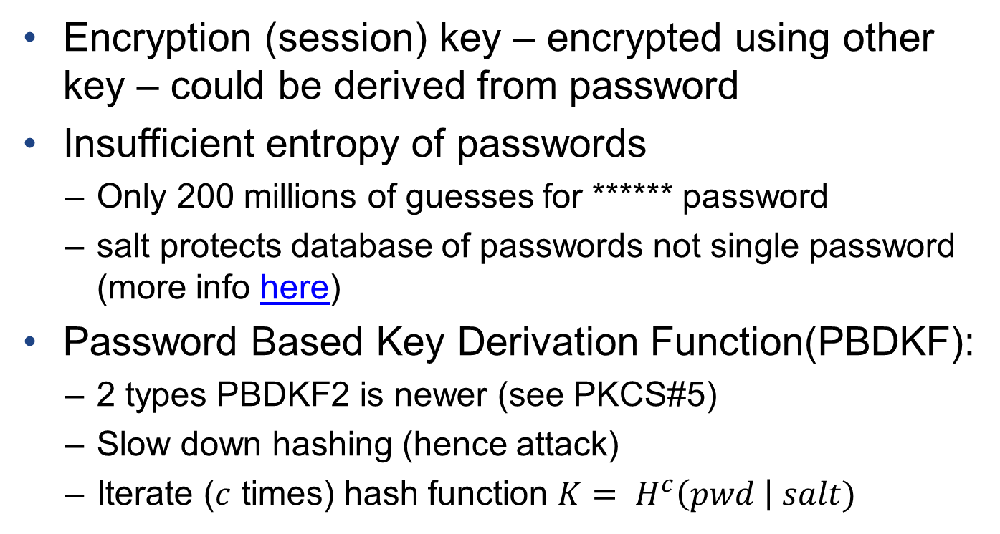 • Encryption (session) key – encrypted using other
key – could be derived from password
• Insufficient entropy of passwords
– Only 200 millions of guesses for ****** password
– salt protects database of passwords not single password
(more info here)
• Password Based Key Derivation Function(PBDKF):
– 2 types PBDKF2 is newer (see PKCS#5)
– Slow down hashing (hence attack)
– Iterate (c times) hash function K = Hᶜ(pwd | salt)